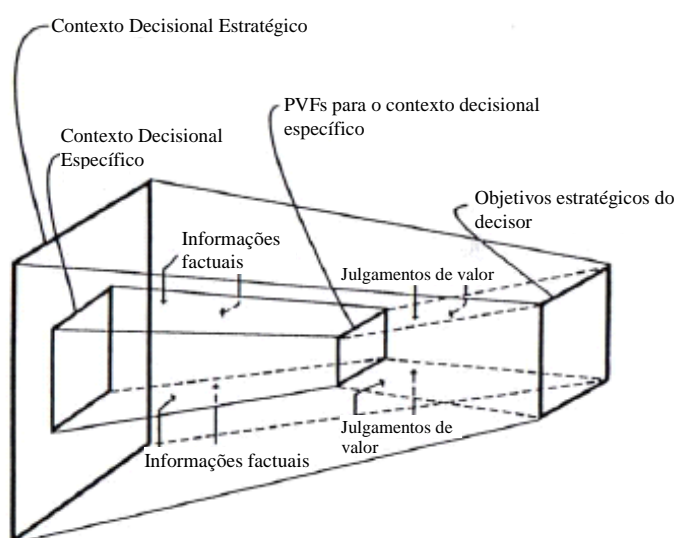 Contexto Decisional Estratégico
PVFs para o contexto decisional
específico
Contexto Decisional
Específico
Objetivos estratégicos do
decisor
Informações
factuais
Julgamentos de valor
Julgamentos de
valor
Informações factuais